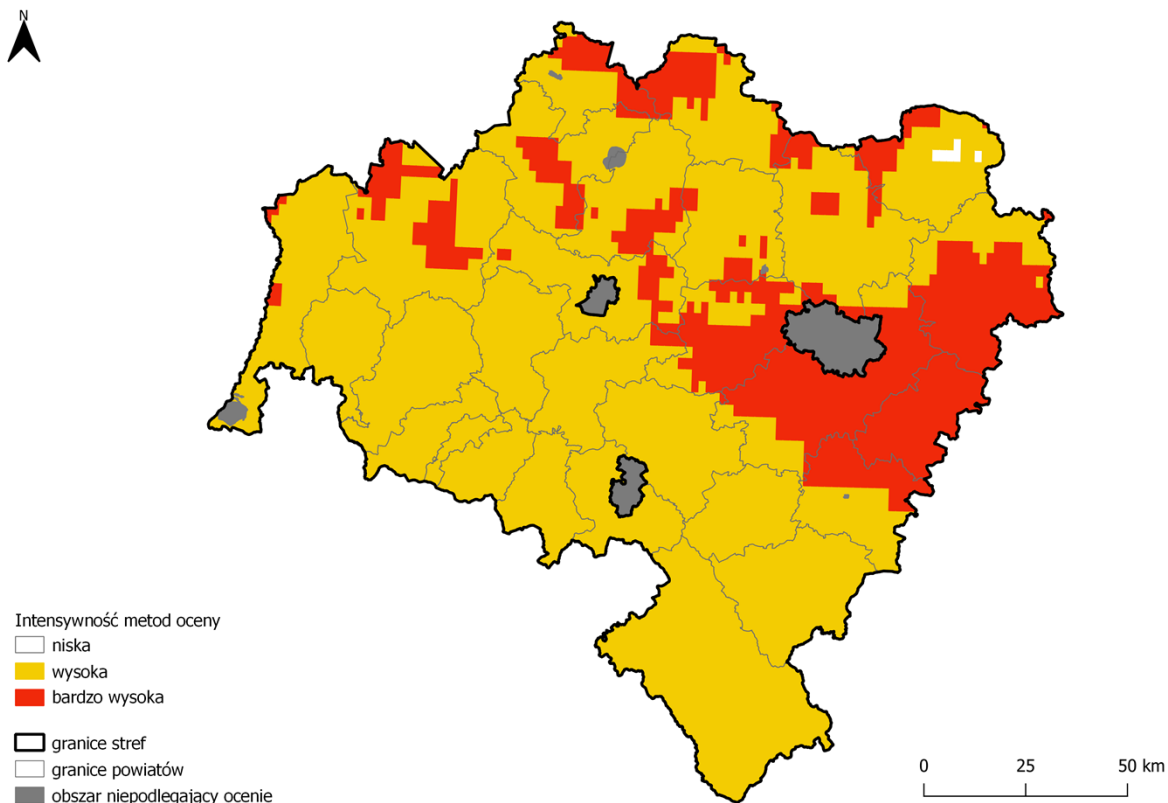 N
Intensywność metod oceny
niska
wysoka
bardzo wysoka
granice stref
granice powiatów
obszar niepodlegający ocenie
0 25 50 km